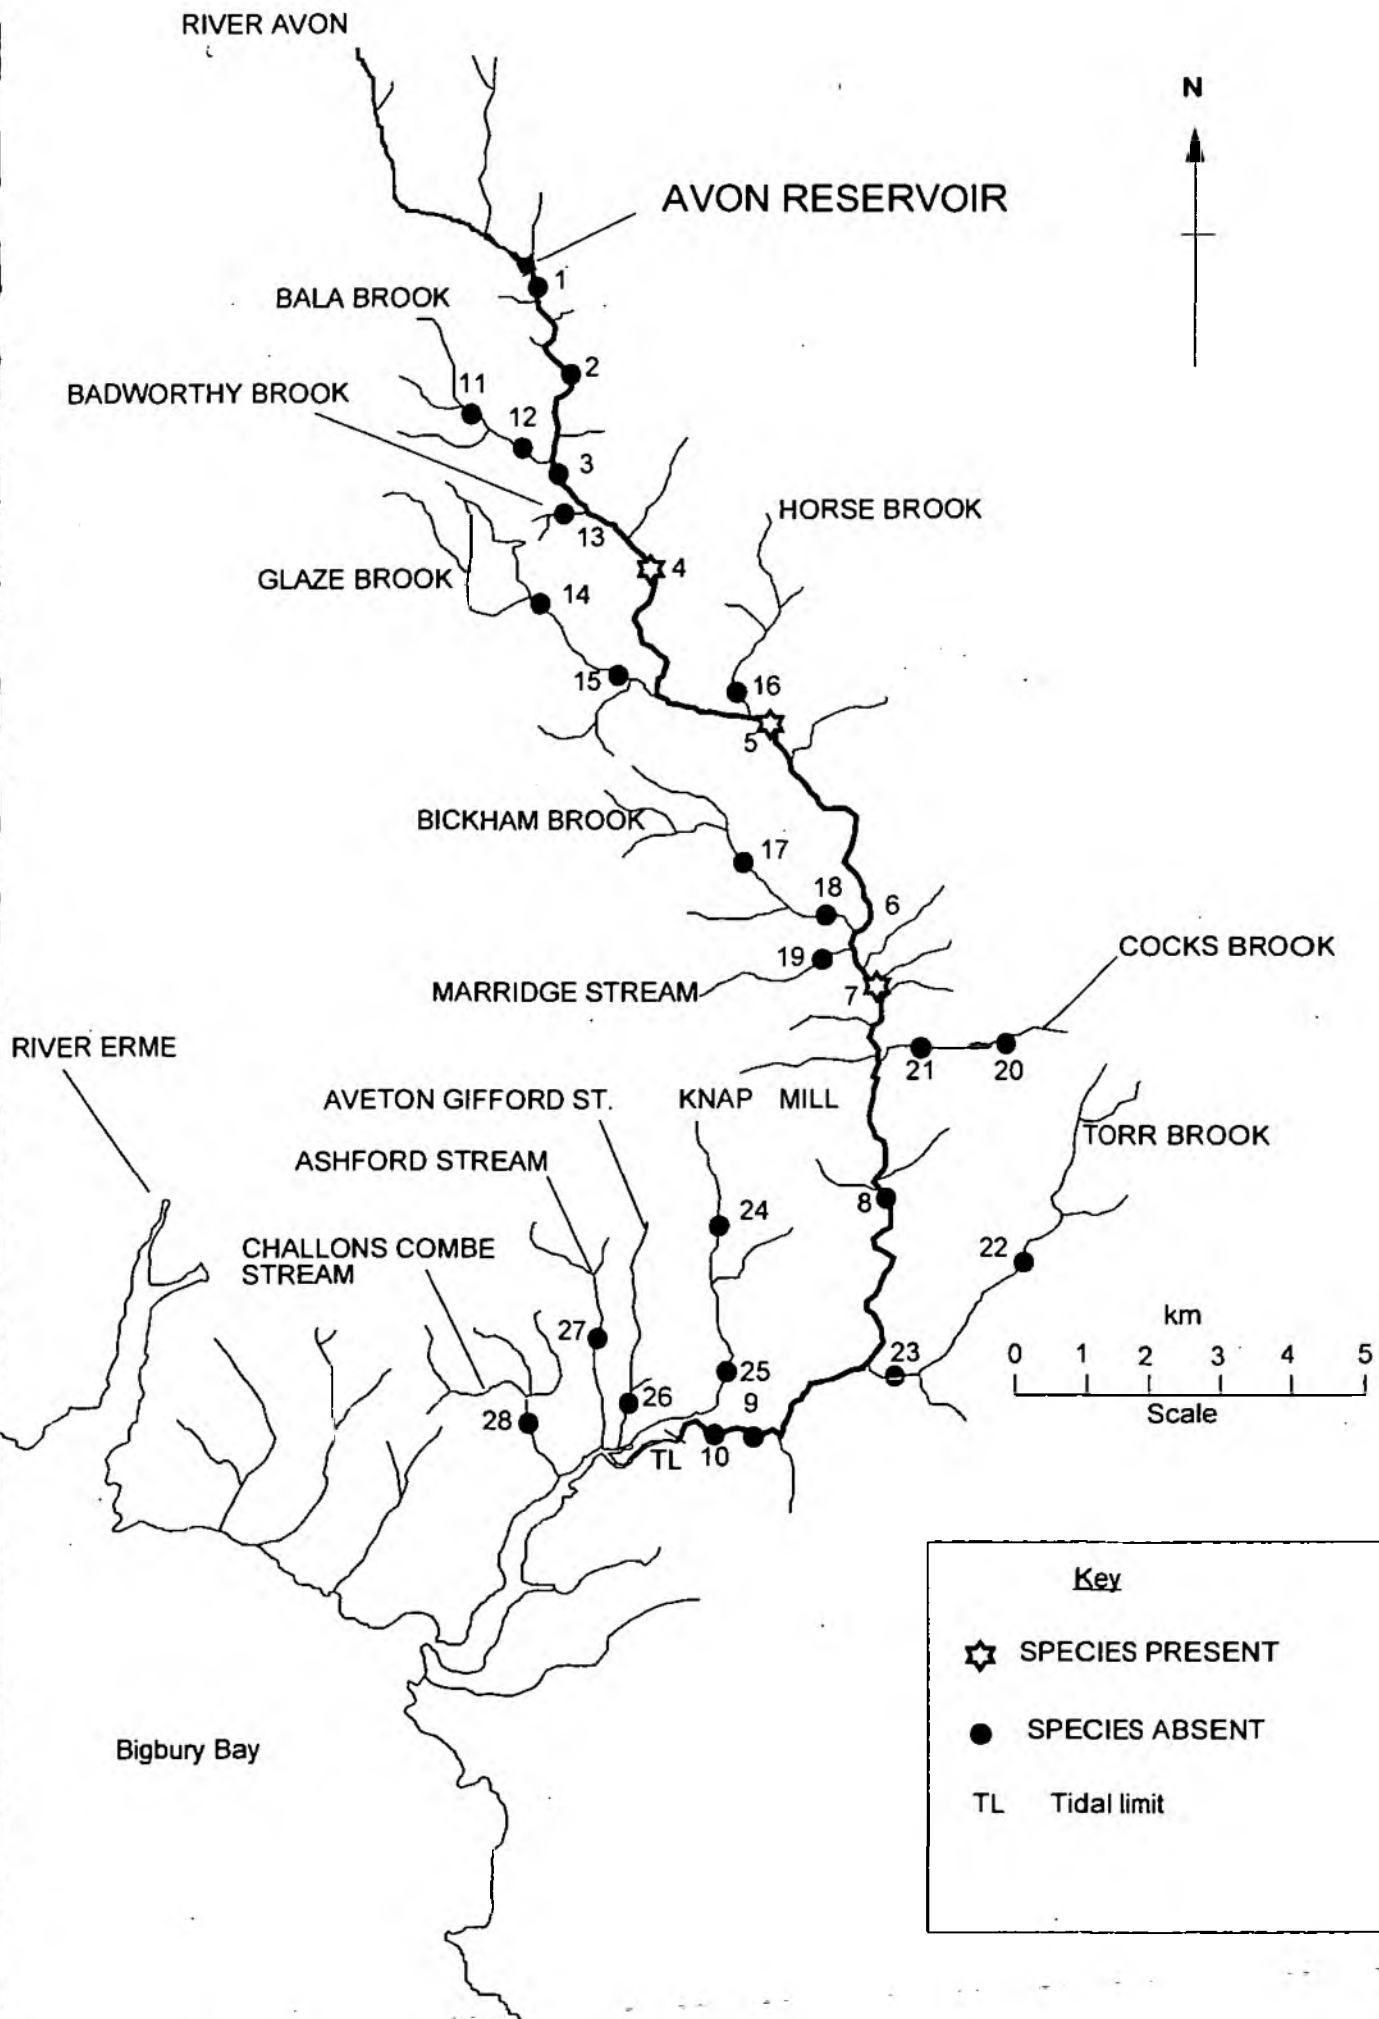 RIVER AVON
N
AVON RESERVOIR
1
BALA BROOK
2
BADWORTHY BROOK
11
12
3
HORSE BROOK
13
4
GLAZE BROOK
14
15
16
5
BICKHAM BROOK
17
18
6
COCKS BROOK
19
MARRIDGE STREAM
7
RIVER ERME
21
20
AVETON GIFFORD ST.
KNAP MILL
TORR BROOK
ASHFORD STREAM
8
24
22
CHALLONS COMBE
STREAM
km
27
23
0 1 2 3 4 5
25
26
9
Scale
28
TL
10
Key
SPECIES PRESENT
SPECIES ABSENT
Bigbury Bay
TL Tidal limit